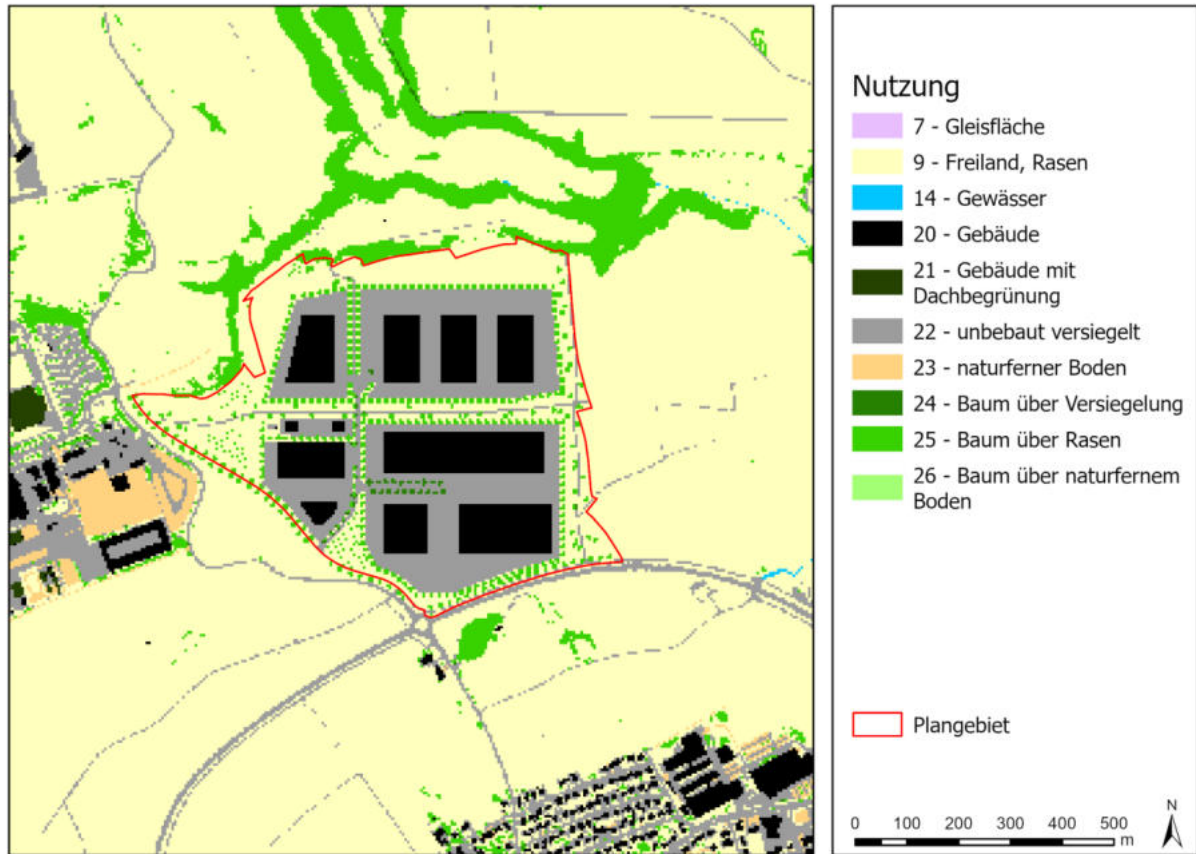 Nutzung
7 - Gleisfläche
9 - Freiland, Rasen
14 - Gewässer
20 - Gebäude
21 - Gebäude mit
Dachbegrünung
22 - unbebaut versiegelt
23 - naturferner Boden
24 - Baum über Versiegelung
25 - Baum über Rasen
26 - Baum über naturfernem
Boden
Plangebiet
N
0 100 200 300 400 500
m